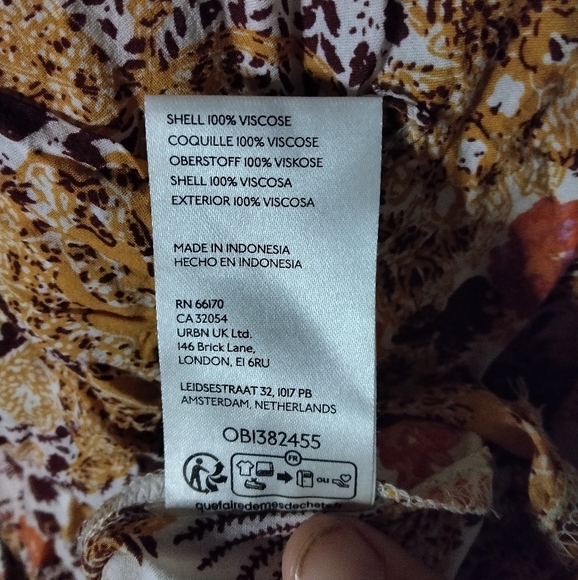 SHELL 100% VISCOSE
COQUILLE 100% VISCOSE
OBERSTOFF 100% VISKOSE
SHELL 100% VISCOSA
EXTERIOR 100% VISCOSA
MADE IN INDONESIA
HECHO EN INDONESIA
RN 66170
CA 32054
URBN UK Ltd.
146 Brick Lane,
LONDON, E1 6RU
LEIDSESTRAAT 32, 1017 PB
AMSTERDAM, NETHERLANDS
OB1382455
FR
OU
quefairedemesdechets.fr